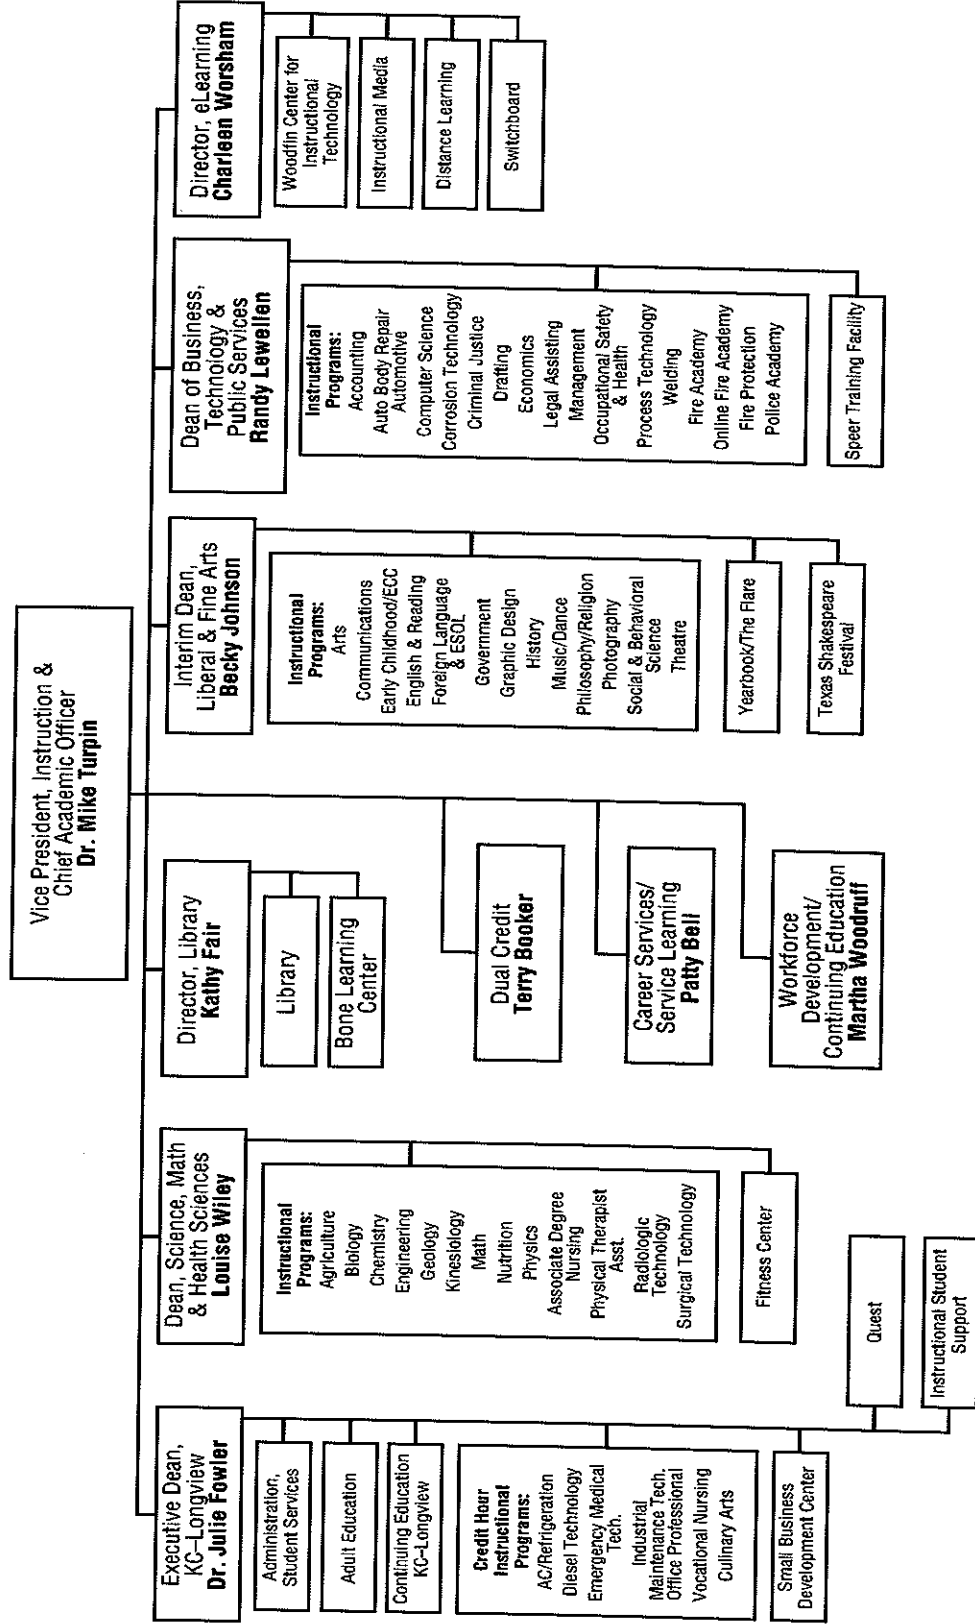 Vice President, Instruction &
Chief Academic Officer
Dr. Mike Turpin
Executive Dean,
KC–Longview
Dr. Julie Fowler
Administration,
Student Services
Adult Education
Continuing Education
KC–Longview
Credit Hour
Instructional
Programs:
AC/Refrigeration
Diesel Technology
Emergency Medical
Tech.
Industrial
Maintenance Tech.
Office Professional
Vocational Nursing
Culinary Arts
Small Business
Development Center
Quest
Instructional Student
Support
Dean, Science, Math
& Health Sciences
Louise Wiley
Instructional
Programs:
Agriculture
Biology
Chemistry
Engineering
Geology
Kinesiology
Math
Nutrition
Physics
Associate Degree
Nursing
Physical Therapist
Asst.
Radiologic
Technology
Surgical Technology
Fitness Center
Director, Library
Kathy Fair
Library
Bone Learning
Center
Dual Credit
Terry Booker
Career Services/
Service Learning
Patty Bell
Workforce
Development/
Continuing Education
Martha Woodruff
Interim Dean,
Liberal & Fine Arts
Becky Johnson
Instructional
Programs:
Arts
Communications
Early Childhood/ECC
English & Reading
Foreign Language
& ESOL
Government
Graphic Design
History
Music/Dance
Philosophy/Religion
Photography
Social & Behavioral
Science
Theatre
Yearbook/The Flare
Texas Shakespeare
Festival
Dean of Business,
Technology &
Public Services
Randy Lewellen
Instructional
Programs:
Accounting
Auto Body Repair
Automotive
Computer Science
Corrosion Technology
Criminal Justice
Drafting
Economics
Legal Assisting
Management
Occupational Safety
& Health
Process Technology
Welding
Fire Academy
Online Fire Academy
Fire Protection
Police Academy
Speer Training Facility
Director, eLearning
Charleen Worsham
Woodfin Center for
Instructional
Technology
Instructional Media
Distance Learning
Switchboard